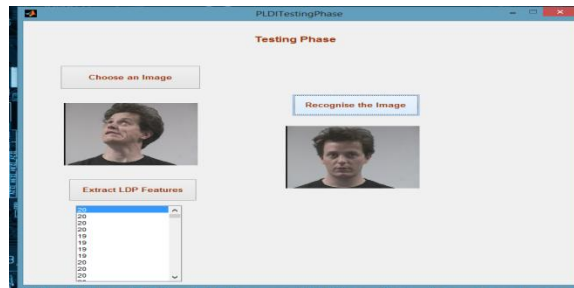 PLDITestingPhase
Testing Phase
Choose an Image
Recognise the Image
Extract LDP Features
20
20
20
20
19
19
19
19
20
20
20